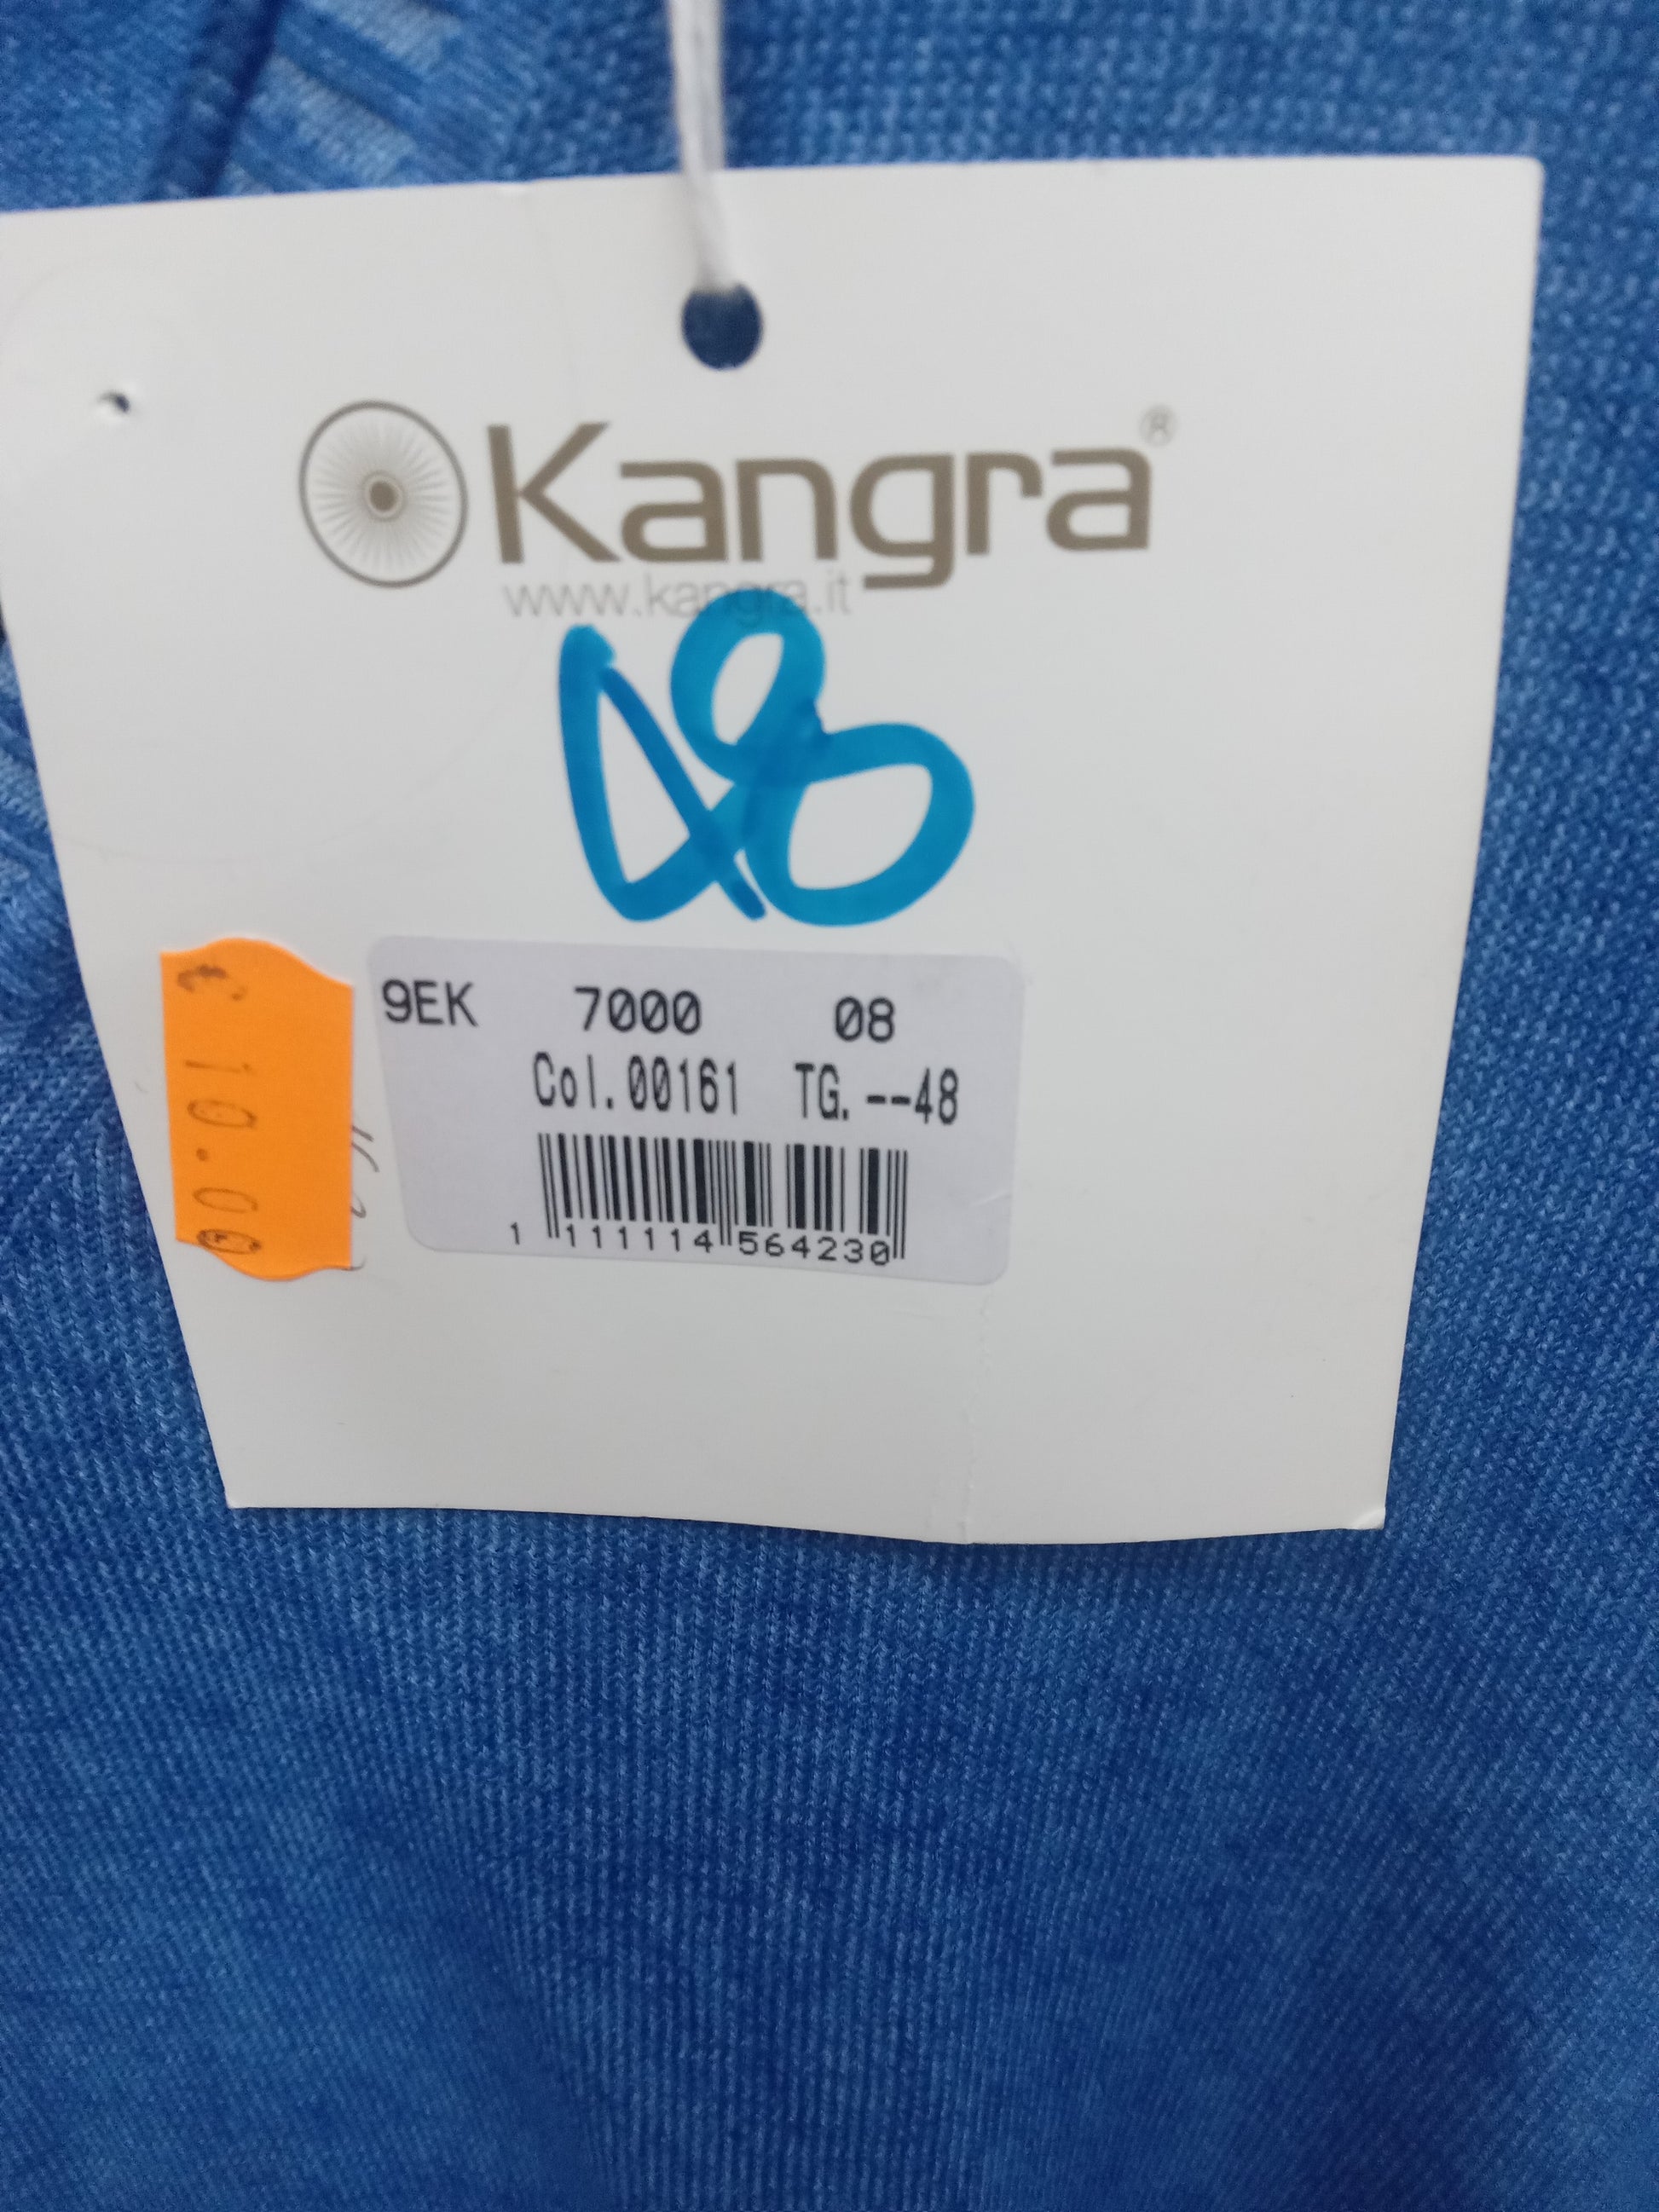 Kangra®
www.kangra.it
48
9EK 7000 08
Col.00161 TG.--48
1 111114 564230
€ 10.00